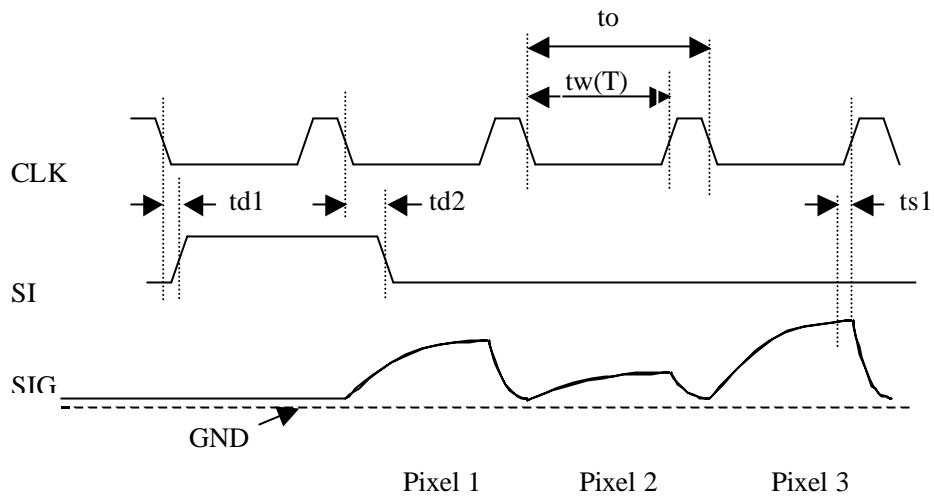 to
tw(T)
CLK
td1
td2
ts1
SI
SIG
GND
Pixel 1
Pixel 2
Pixel 3